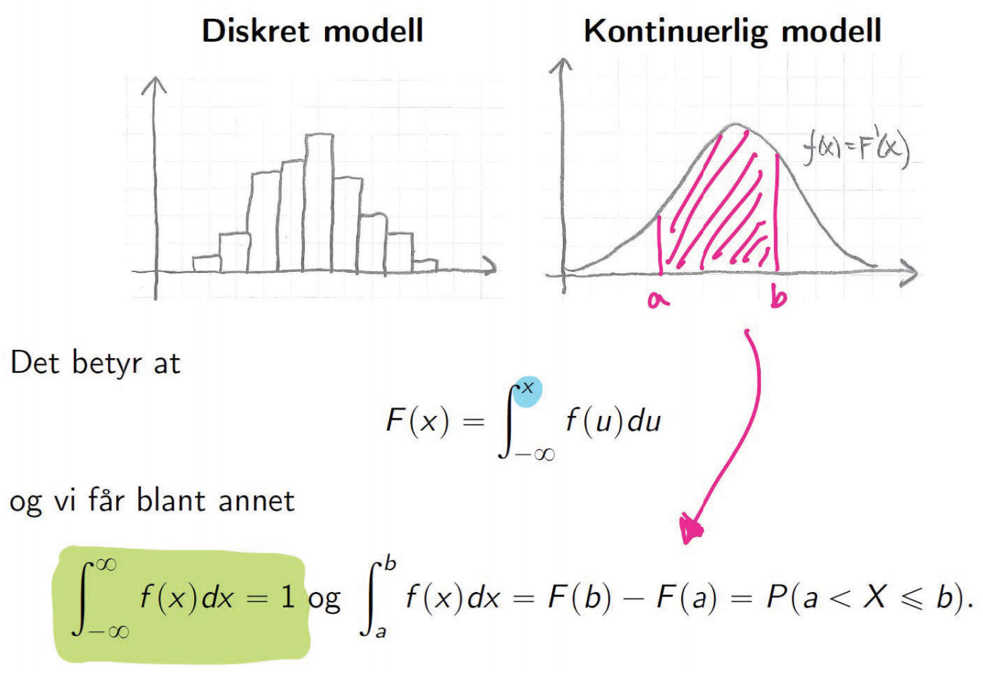 Diskret modell
Kontinuerlig modell
f(x)=F'(x)
a
b
Det betyr at
F(x) = ∫_{-∞}^{x} f(u)du
og vi får blant annet
∫_{-∞}^{∞} f(x)dx = 1 og ∫_{a}^{b} f(x)dx = F(b) − F(a) = P(a < X ⩽ b).